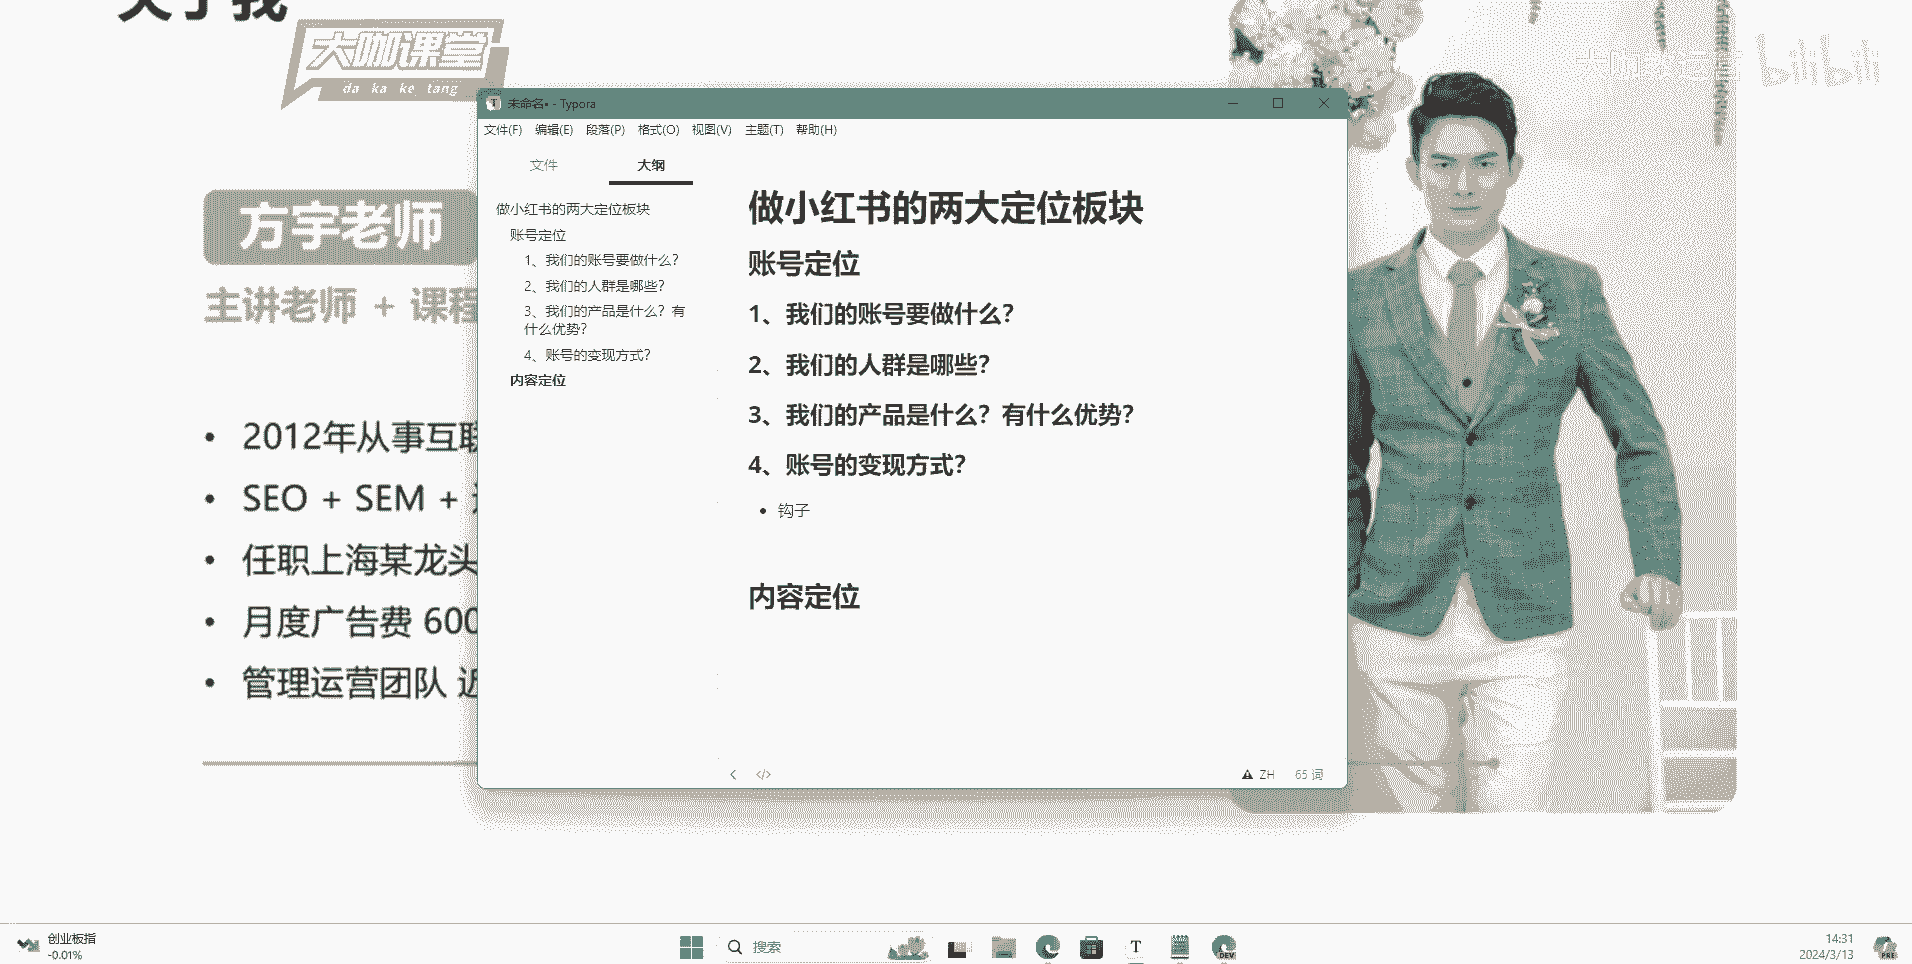 关于我
大咖课堂
da ka ke tang
bilibili
方宇老师
主讲老师 + 课程
2012年从事互联
SEO + SEM +
任职上海某龙头
月度广告费 600
管理运营团队 近
未命名• - Typora
文件(F) 编辑(E) 段落(P) 格式(O) 视图(V) 主题(T) 帮助(H)
文件 大纲
做小红书的两大定位板块
账号定位
1、我们的账号要做什么？
2、我们的人群是哪些？
3、我们的产品是什么？有
什么优势？
4、账号的变现方式？
内容定位
做小红书的两大定位板块
账号定位
1、我们的账号要做什么？
2、我们的人群是哪些？
3、我们的产品是什么？有什么优势？
4、账号的变现方式？
• 钩子
内容定位
</> ZH 65 词
创业板指
-0.01%
搜索
T
DEV
14:31
2024/3/13
PRE